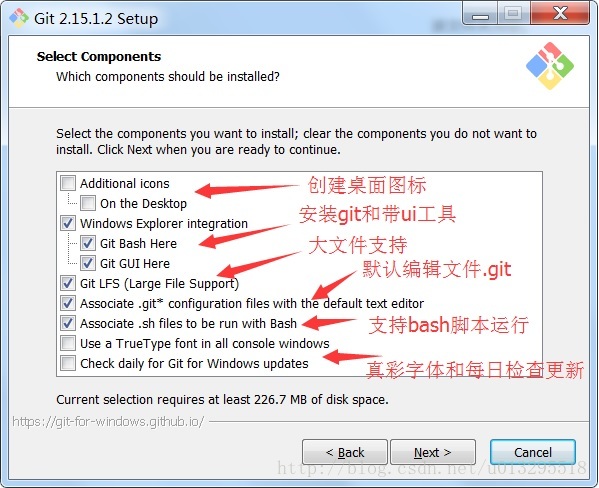 Git 2.15.1.2 Setup
Select Components
Which components should be installed?
Select the components you want to install; clear the components you do not want to
install. Click Next when you are ready to continue.
Additional icons
创建桌面图标
On the Desktop
安装git和带ui工具
Windows Explorer integration
Git Bash Here
大文件支持
Git GUI Here
默认编辑文件.git
Git LFS (Large File Support)
Associate .git* configuration files with the default text editor
Associate .sh files to be run with Bash
支持bash脚本运行
Use a TrueType font in all console windows
Check daily for Git for Windows updates
真彩字体和每日检查更新
Current selection requires at least 226.7 MB of disk space.
https://git-for-windows.github.io/
< Back
Next >
Cancel
http://blog.csdn.net/u013295518